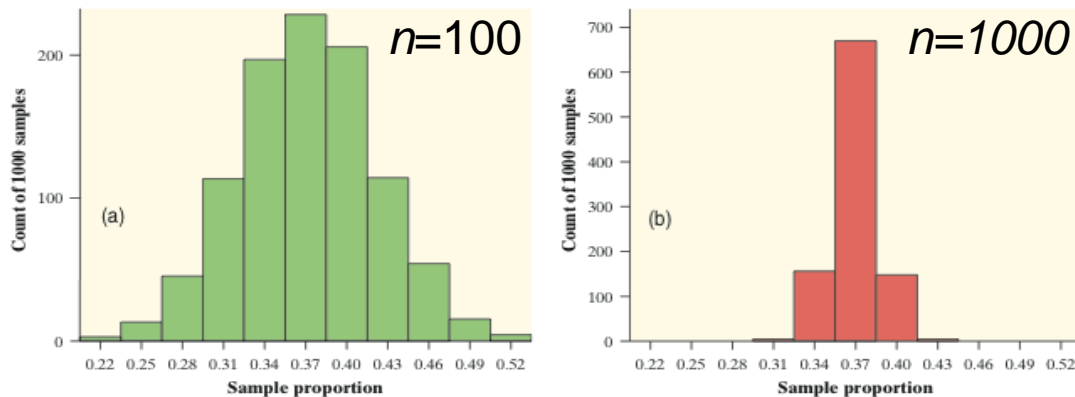 n=100
Count of 1000 samples
200
100
0
(a)
0.22 0.25 0.28 0.31 0.34 0.37 0.40 0.43 0.46 0.49 0.52
Sample proportion
n=1000
Count of 1000 samples
700
600
500
400
300
200
100
0
(b)
0.22 0.25 0.28 0.31 0.34 0.37 0.40 0.43 0.46 0.49 0.52
Sample proportion